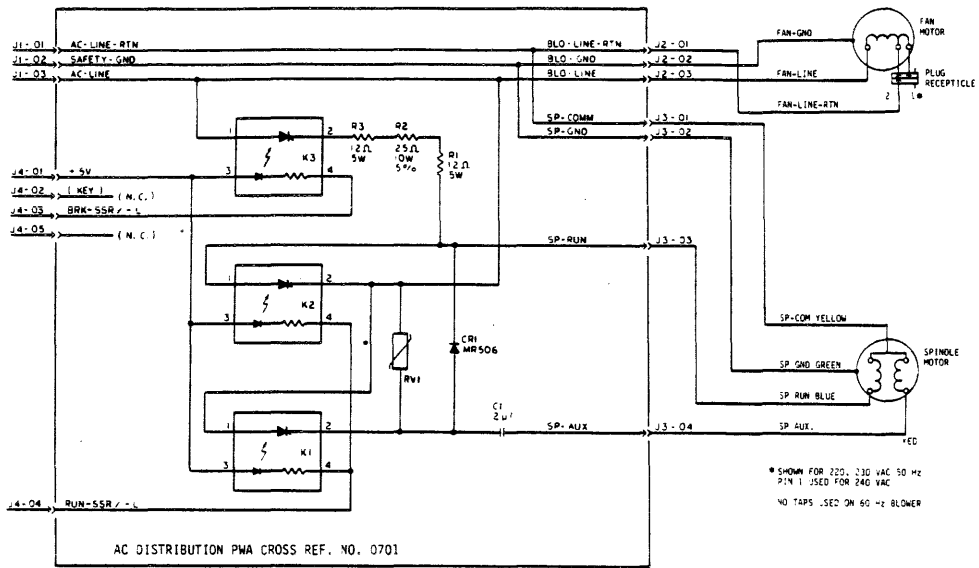 FAN
MOTOR
FAN-GND
J1-01 AC-LINE-RTN BLO-LINE-RTN J2-01
J1-02 SAFETY-GND BLO-GND J2-02
J1-03 AC-LINE BLO-LINE J2-03 FAN-LINE
PLUG
RECEPTICLE
2 1*
FAN-LINE-RTN
SP-COMM J3-01
SP-GND J3-02
1 2 R3 R2
12Ω 25Ω
5W 10W
5%
R1
12Ω
5W
K3
3 4
J4-01 +5V
J4-02 (KEY) (N.C.)
J4-03 BRK-SSR/-L
J4-05 (N.C.)
SP-RUN J3-03
1 2
K2
3 4
SP-COM YELLOW
CR1
MR506
RV1
SPINDLE
MOTOR
SP GND GREEN
SP RUN BLUE
C1
1 2
K1
3 4
SP-AUX J3-04 SP AUX.
* SHOWN FOR 220, 230 VAC 50 Hz
PIN 1 USED FOR 240 VAC
NO TAPS USED ON 60 Hz BLOWER
J4-04 RUN-SSR/-L
AC DISTRIBUTION PWA CROSS REF. NO. 0701